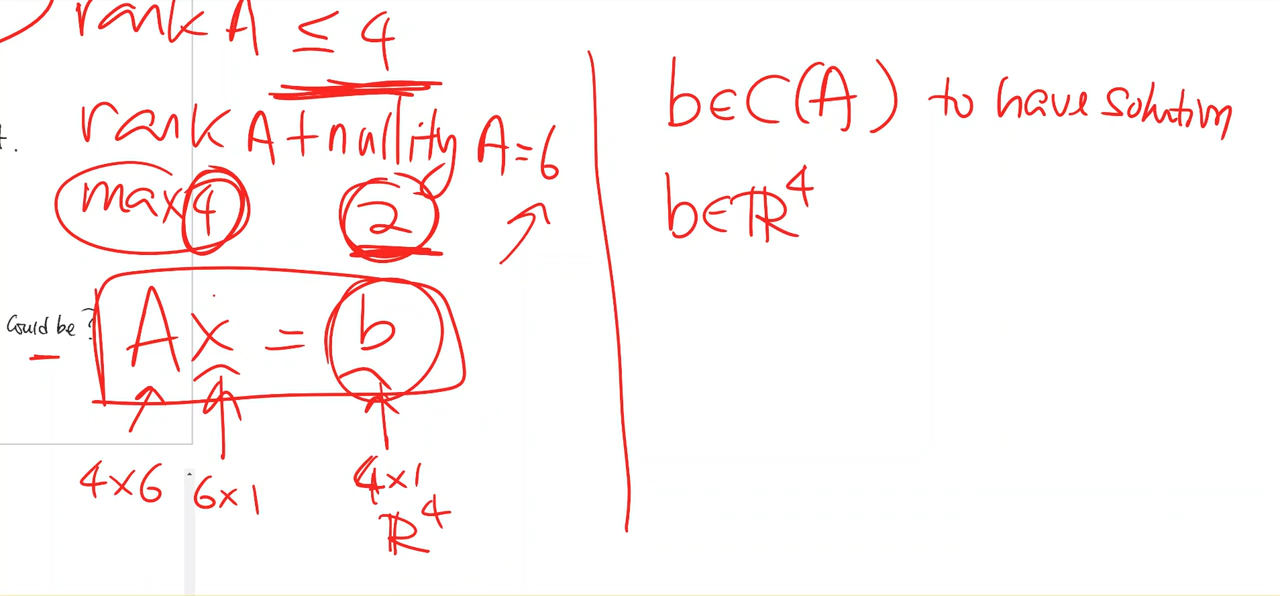 rank A ≤ 4
t.
rank A + nullity A = 6
max 4 2
Could be?
Ax = b
4×6 6×1 4×1
ℝ⁴
b∈C(A) to have solution
b∈ℝ⁴